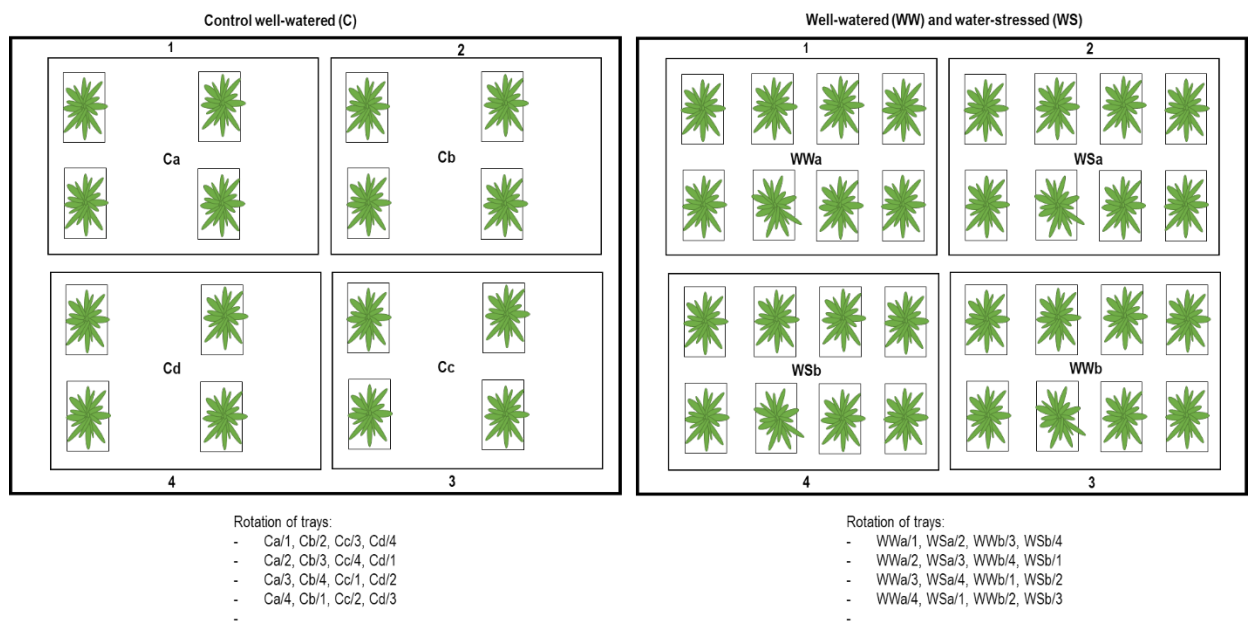 Control well-watered (C)
1
2
Ca
Cb
Cd
Cc
4
3
Rotation of trays:
- Ca/1, Cb/2, Cc/3, Cd/4
- Ca/2, Cb/3, Cc/4, Cd/1
- Ca/3, Cb/4, Cc/1, Cd/2
- Ca/4, Cb/1, Cc/2, Cd/3
-
Well-watered (WW) and water-stressed (WS)
1
2
WWa
WSa
WSb
WWb
4
3
Rotation of trays:
- WWa/1, WSa/2, WWb/3, WSb/4
- WWa/2, WSa/3, WWb/4, WSb/1
- WWa/3, WSa/4, WWb/1, WSb/2
- WWa/4, WSa/1, WWb/2, WSb/3
-